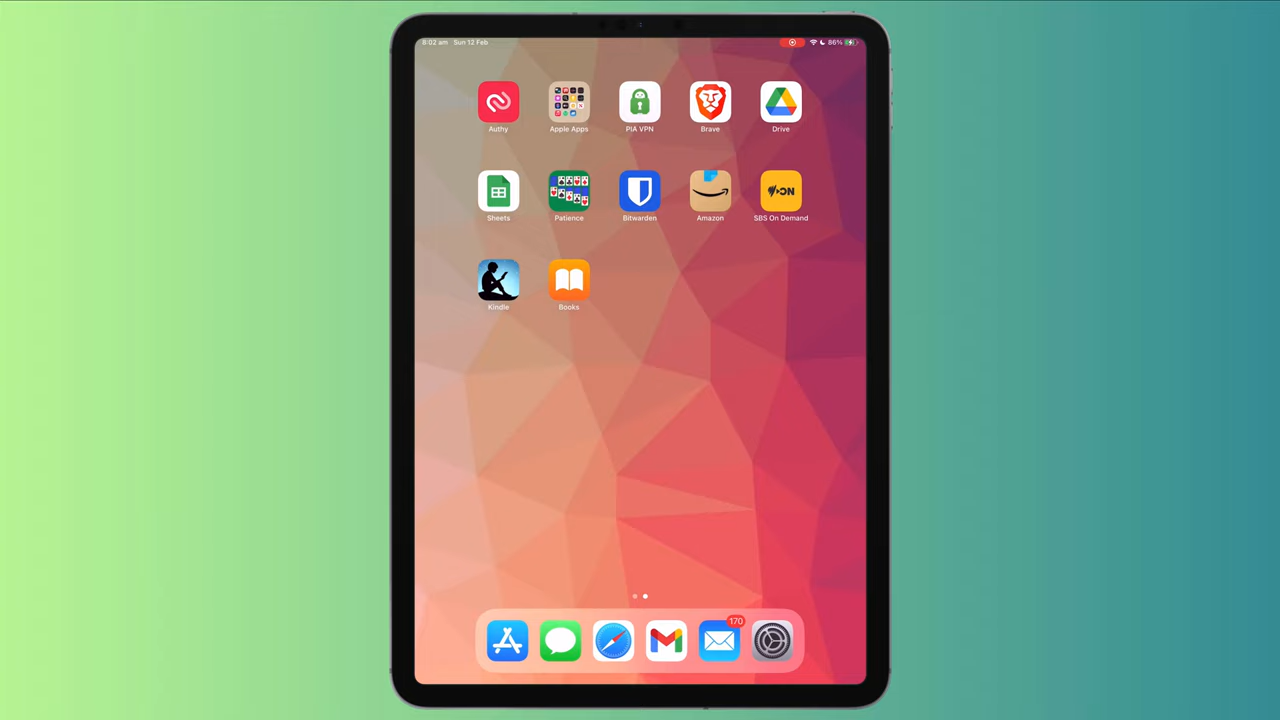 8:02 am Sun 12 Feb 86%
Authy Apple Apps PIA VPN Brave Drive
Sheets Patience Bitwarden Amazon SBS On Demand
Kindle Books
170